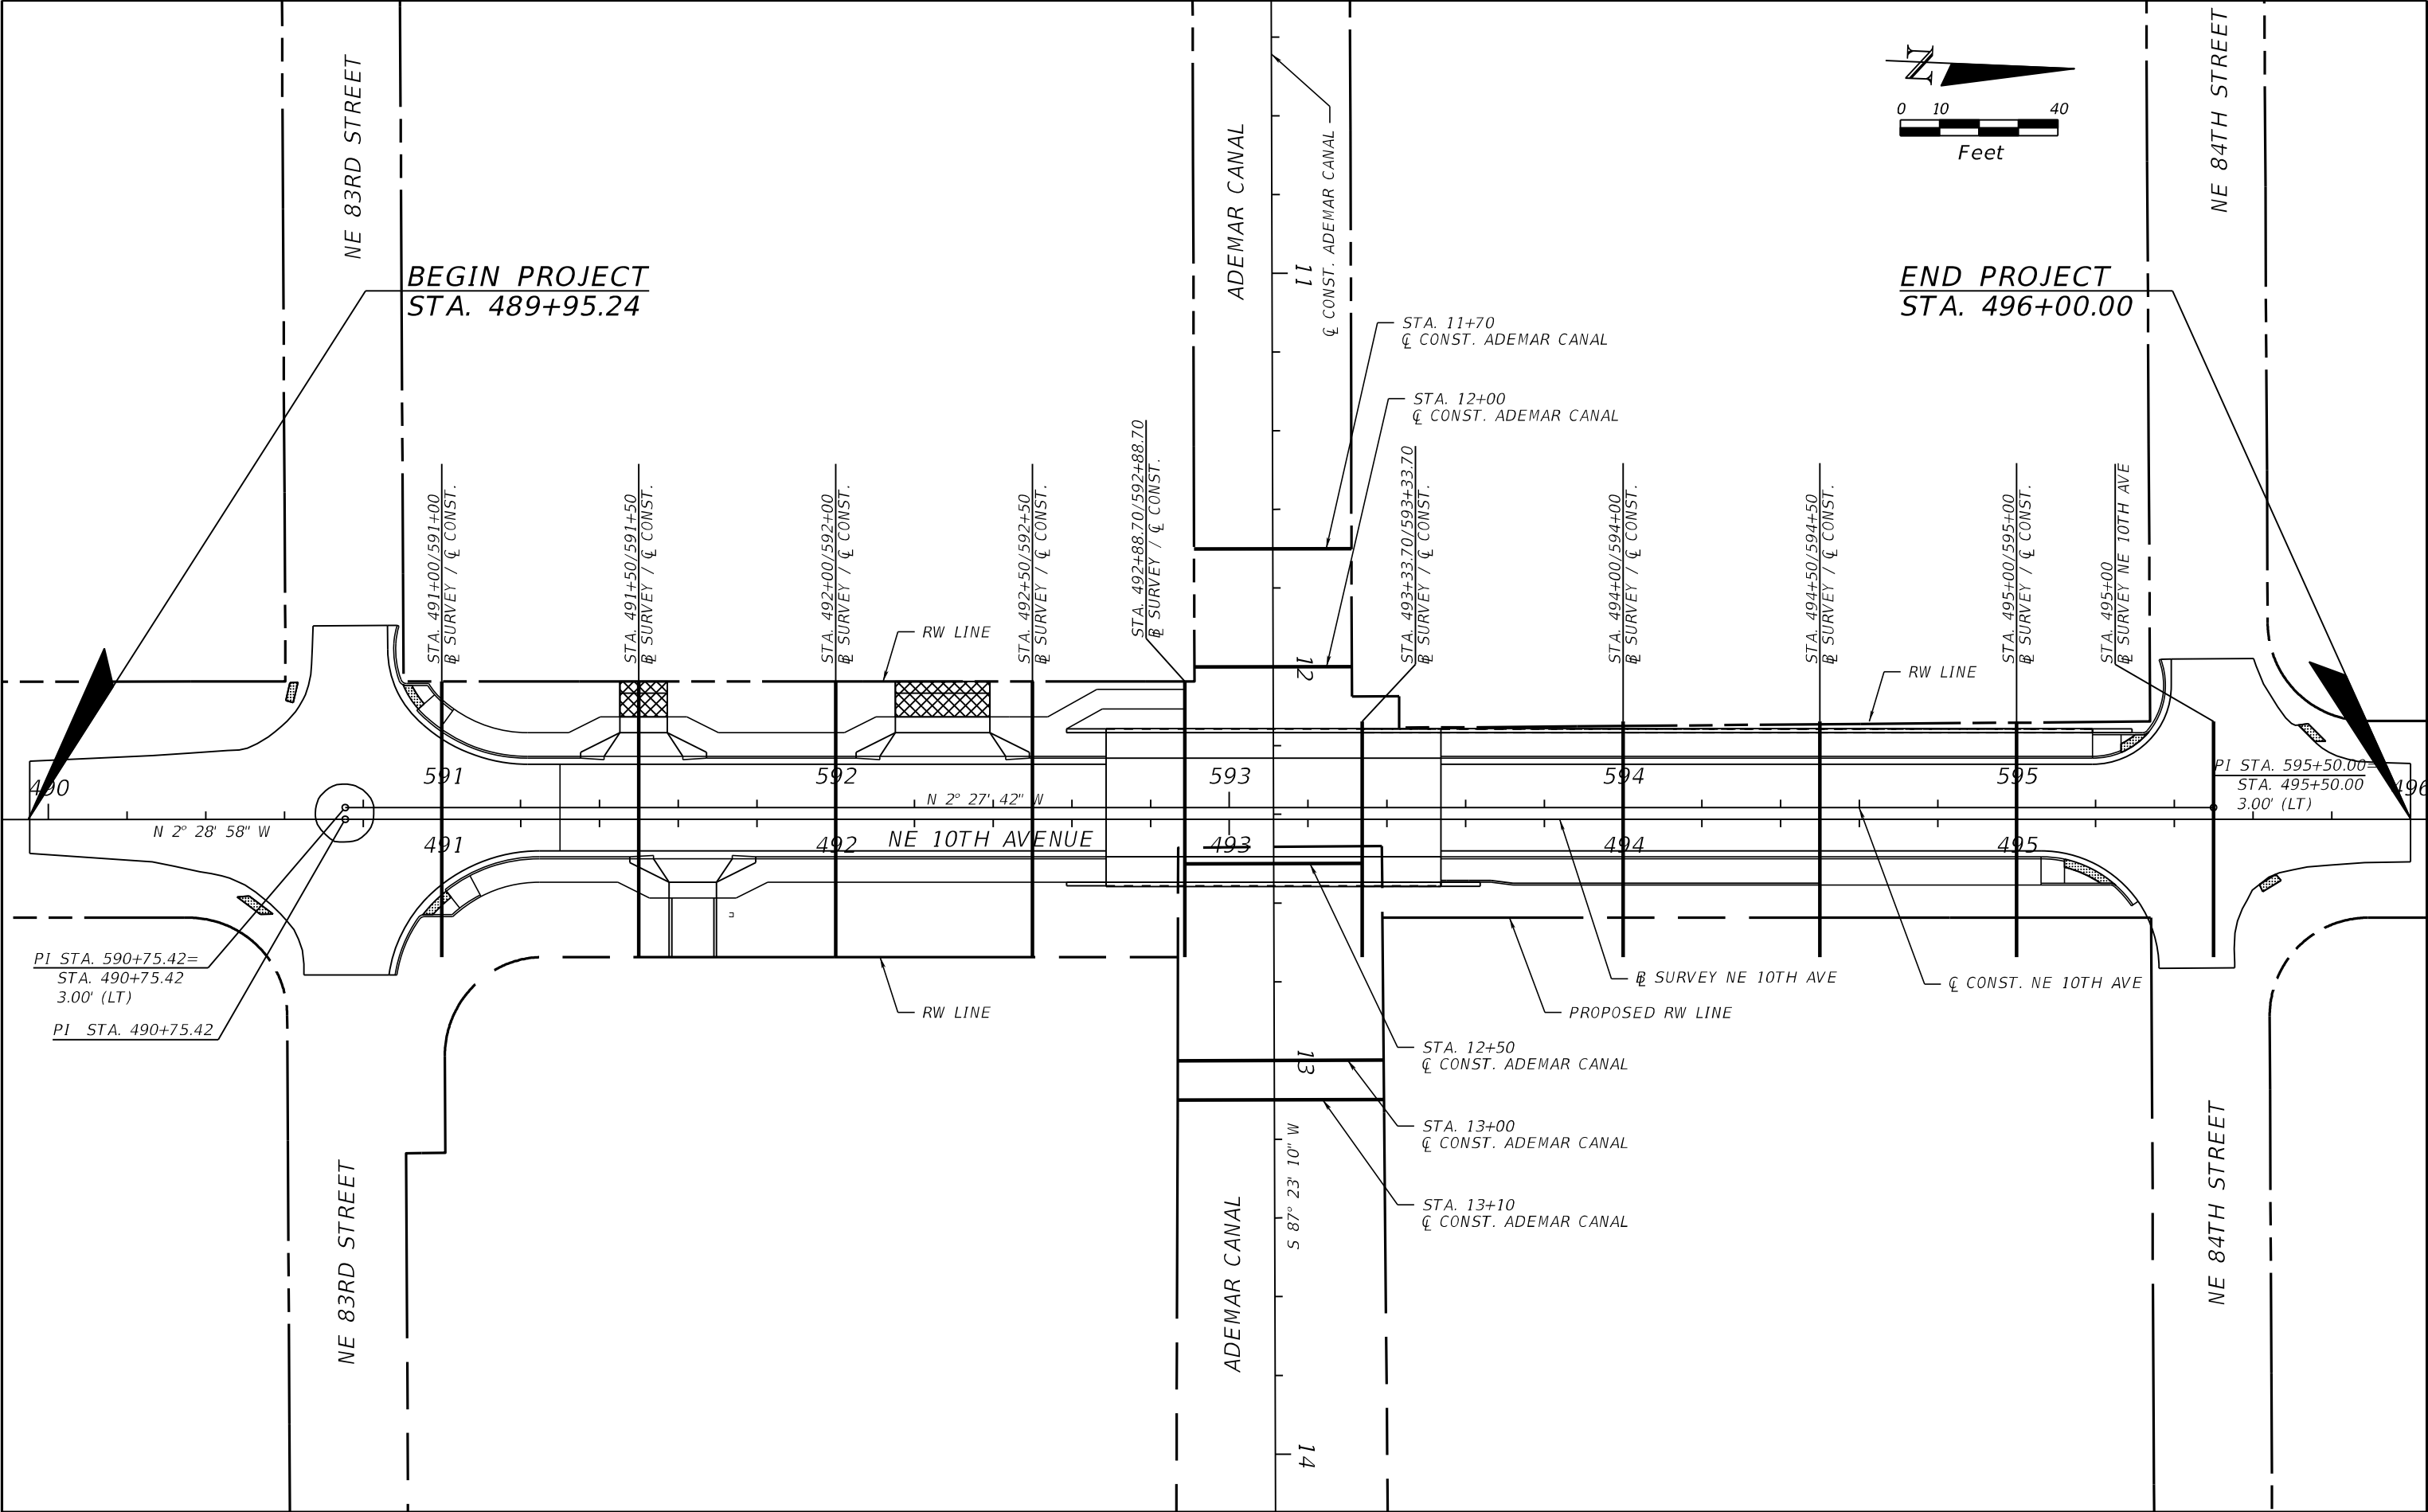 NE 83RD STREET
ADEMAR CANAL
℄ CONST. ADEMAR CANAL
11
N
0 10 40
Feet
NE 84TH STREET
BEGIN PROJECT
STA. 489+95.24
END PROJECT
STA. 496+00.00
STA. 11+70
℄ CONST. ADEMAR CANAL
STA. 12+00
℄ CONST. ADEMAR CANAL
STA. 491+00/591+00
B SURVEY / ℄ CONST.
STA. 491+50/591+50
B SURVEY / ℄ CONST.
STA. 492+00/592+00
B SURVEY / ℄ CONST.
STA. 492+50/592+50
B SURVEY / ℄ CONST.
STA. 492+88.70/592+88.70
B SURVEY / ℄ CONST.
STA. 493+33.70/593+33.70
B SURVEY / ℄ CONST.
STA. 494+00/594+00
B SURVEY / ℄ CONST.
STA. 494+50/594+50
B SURVEY / ℄ CONST.
STA. 495+00/595+00
B SURVEY / ℄ CONST.
STA. 495+00
B SURVEY NE 10TH AVE
RW LINE
12
RW LINE
490
591
592
593
594
595
496
PI STA. 595+50.00=
STA. 495+50.00
3.00' (LT)
N 2° 28' 58" W
N 2° 27' 42" W
491
492
NE 10TH AVENUE
493
494
495
PI STA. 590+75.42=
STA. 490+75.42
3.00' (LT)
PI STA. 490+75.42
RW LINE
B SURVEY NE 10TH AVE
℄ CONST. NE 10TH AVE
PROPOSED RW LINE
STA. 12+50
℄ CONST. ADEMAR CANAL
13
STA. 13+00
℄ CONST. ADEMAR CANAL
STA. 13+10
℄ CONST. ADEMAR CANAL
S 87° 23' 10" W
NE 83RD STREET
ADEMAR CANAL
NE 84TH STREET
14